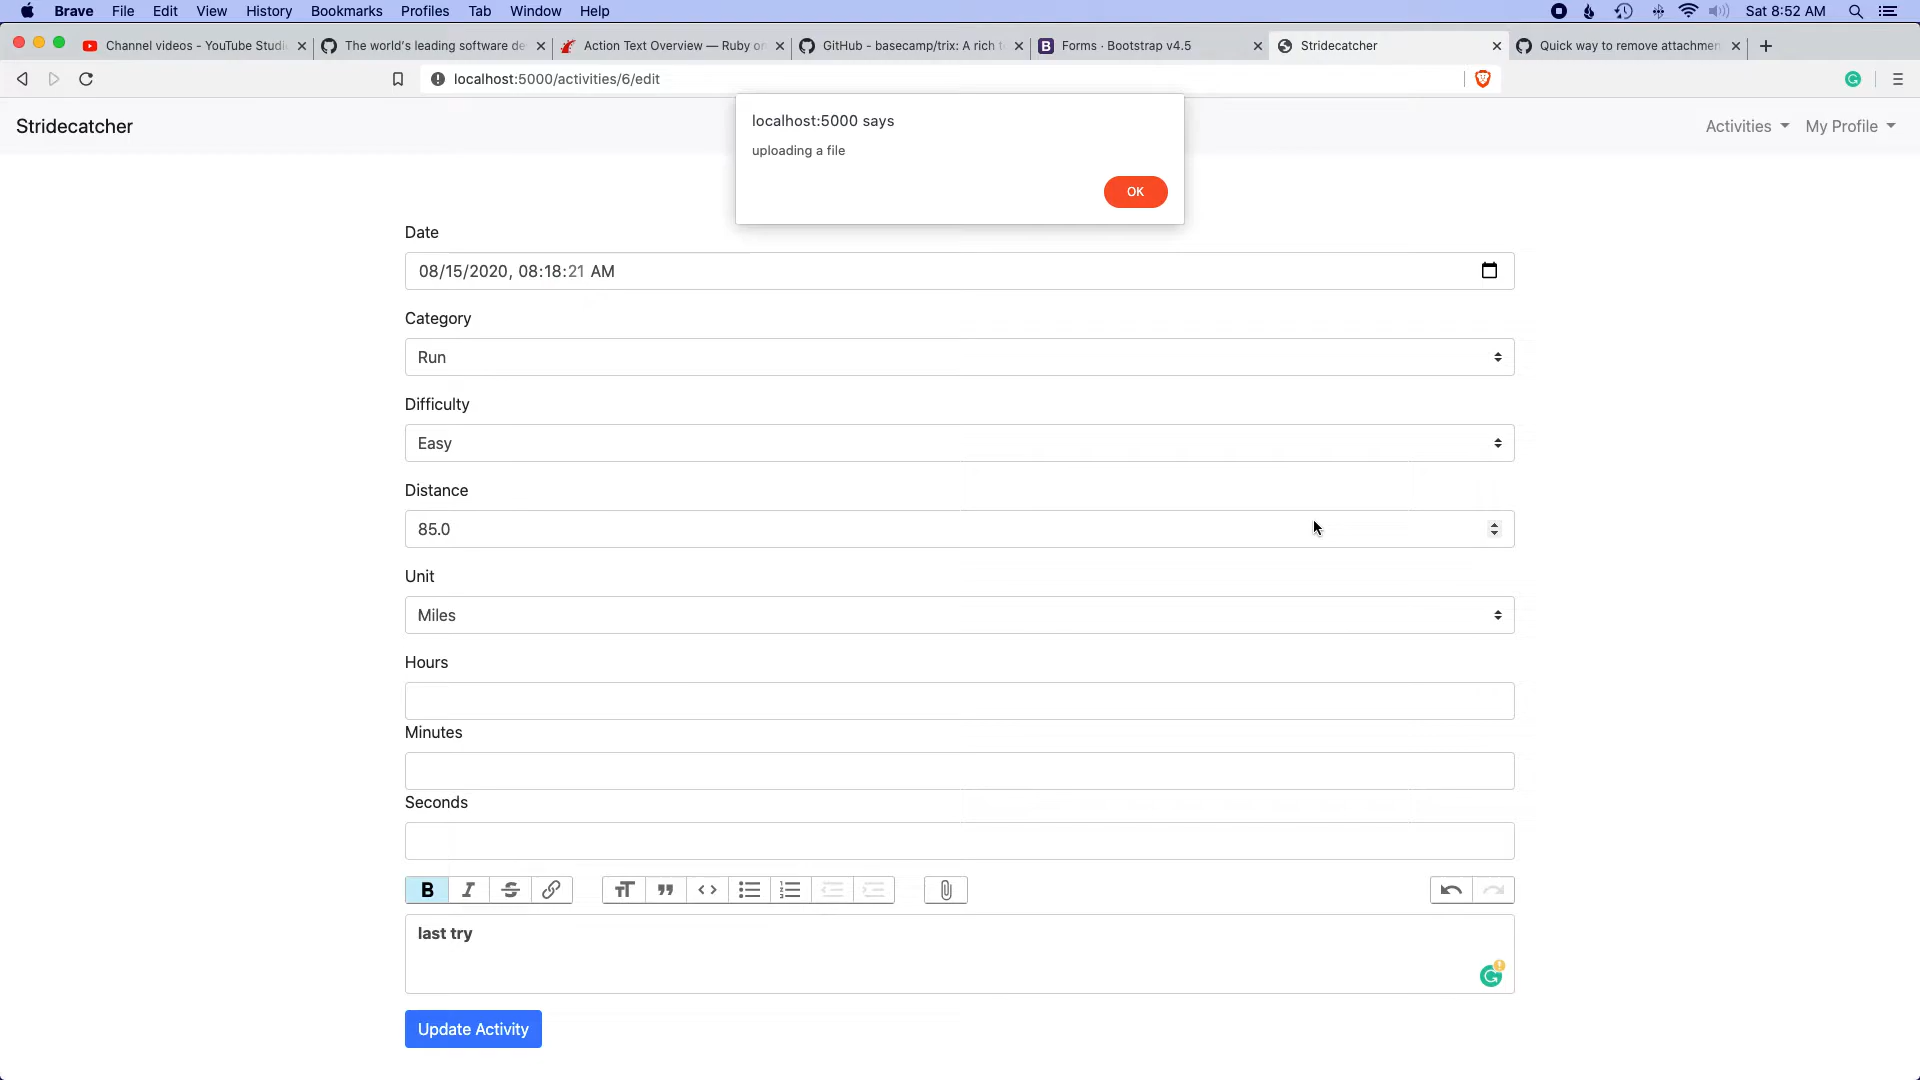 Brave File Edit View History Bookmarks Profiles Tab Window Help Sat 8:52 AM
Channel videos - YouTube Studi The world's leading software de Action Text Overview — Ruby on GitHub - basecamp/trix: A rich t Forms · Bootstrap v4.5 Stridecatcher Quick way to remove attachmen
localhost:5000/activities/6/edit
Stridecatcher Activities My Profile
localhost:5000 says
uploading a file
OK
Date
08/15/2020, 08:18:21 AM
Category
Run
Difficulty
Easy
Distance
85.0
Unit
Miles
Hours
Minutes
Seconds
last try
Update Activity